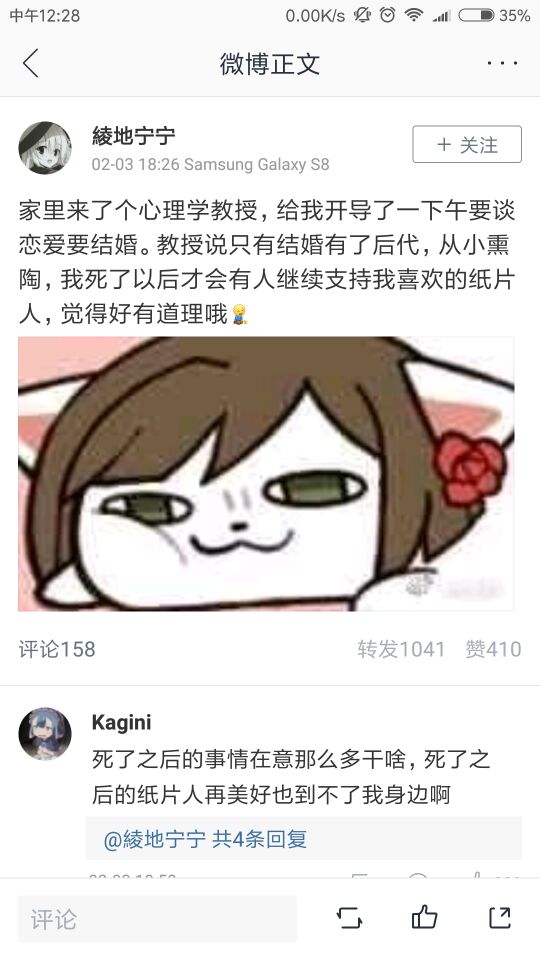 中午12:28
0.00K/s
35%
微博正文
綾地宁宁
02-03 18:26 Samsung Galaxy S8
+ 关注
家里来了个心理学教授，给我开导了一下午要谈
恋爱要结婚。教授说只有结婚有了后代，从小熏
陶，我死了以后才会有人继续支持我喜欢的纸片
人，觉得好有道理哦
评论158
转发1041
赞410
Kagini
死了之后的事情在意那么多干啥，死了之
后的纸片人再美好也到不了我身边啊
@綾地宁宁 共4条回复
评论